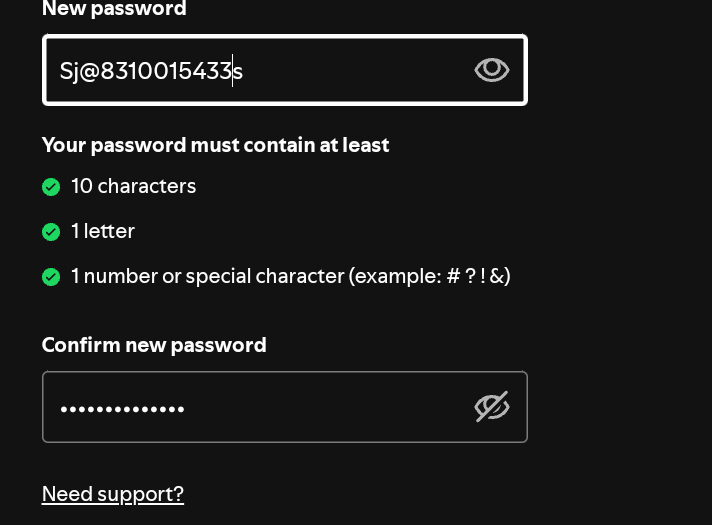 New password
Sj@8310015433s
Your password must contain at least
10 characters
1 letter
1 number or special character (example: # ? ! &)
Confirm new password
••••••••••••••
Need support?